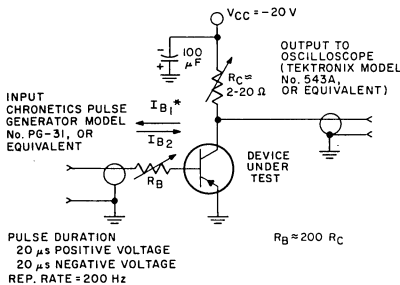 VCC = -20 V
100
μF
-
+
RC ≈
2-20 Ω
OUTPUT TO
OSCILLOSCOPE
(TEKTRONIX MODEL
No. 543A,
OR EQUIVALENT)
INPUT
CHRONETICS PULSE
GENERATOR MODEL
No. PG-31, OR
EQUIVALENT
IB1*
IB2
RB
DEVICE
UNDER
TEST
PULSE DURATION
20 μs POSITIVE VOLTAGE
20 μs NEGATIVE VOLTAGE
REP. RATE = 200 Hz
RB ≈ 200 RC